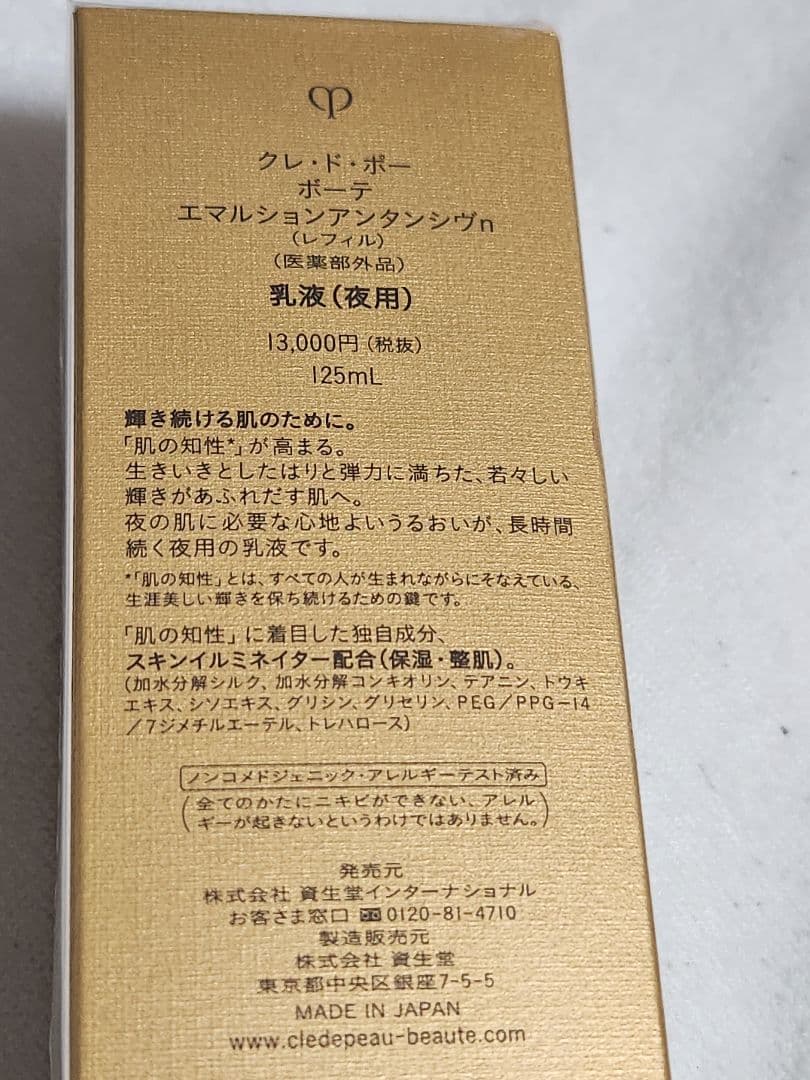 クレ・ド・ポー
ボーテ
エマルションアンタンシヴn
(レフィル)
(医薬部外品)
乳液(夜用)
13,000円(税抜)
125mL
輝き続ける肌のために。
「肌の知性*」が高まる。
生きいきとしたはりと弾力に満ちた、若々しい
輝きがあふれだす肌へ。
夜の肌に必要な心地よいうるおいが、長時間
続く夜用の乳液です。
*「肌の知性」とは、すべての人が生まれながらにそなえている、
生涯美しい輝きを保ち続けるための鍵です。
「肌の知性」に着目した独自成分、
スキンイルミネイター配合(保湿・整肌)。
(加水分解シルク、加水分解コンキオリン、テアニン、トウキ
エキス、シソエキス、グリシン、グリセリン、PEG/PPG-14
/7ジメチルエーテル、トレハロース)
ノンコメドジェニック・アレルギーテスト済み
(全てのかたにニキビができない、アレル
ギーが起きないというわけではありません。)
発売元
株式会社 資生堂インターナショナル
お客さま窓口 0120-81-4710
製造販売元
株式会社 資生堂
東京都中央区銀座7-5-5
MADE IN JAPAN
www.cledepeau-beaute.com